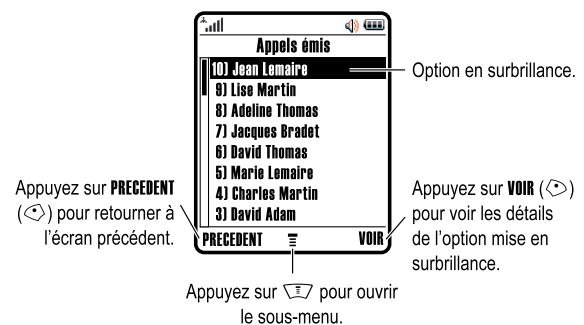 Appels émis
10) Jean Lemaire
9) Lise Martin
8) Adeline Thomas
7) Jacques Bradet
6) David Thomas
5) Marie Lemaire
4) Charles Martin
3) David Adam
PRECEDENT VOIR
Option en surbrillance.
Appuyez sur PRECEDENT
() pour retourner à
l'écran précédent.
Appuyez sur VOIR ()
pour voir les détails
de l'option mise en
surbrillance.
Appuyez sur pour ouvrir
le sous-menu.